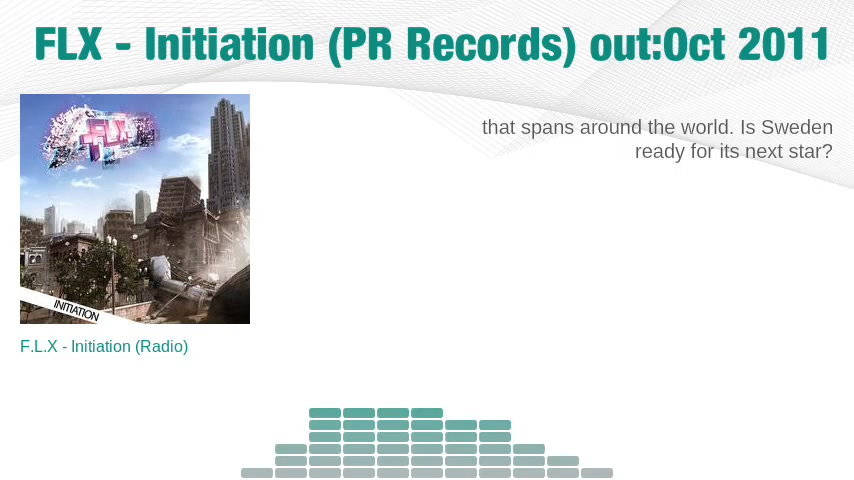 FLX - Initiation (PR Records) out:Oct 2011
that spans around the world. Is Sweden
ready for its next star?
FLX
INITIATION
F.L.X - Initiation (Radio)